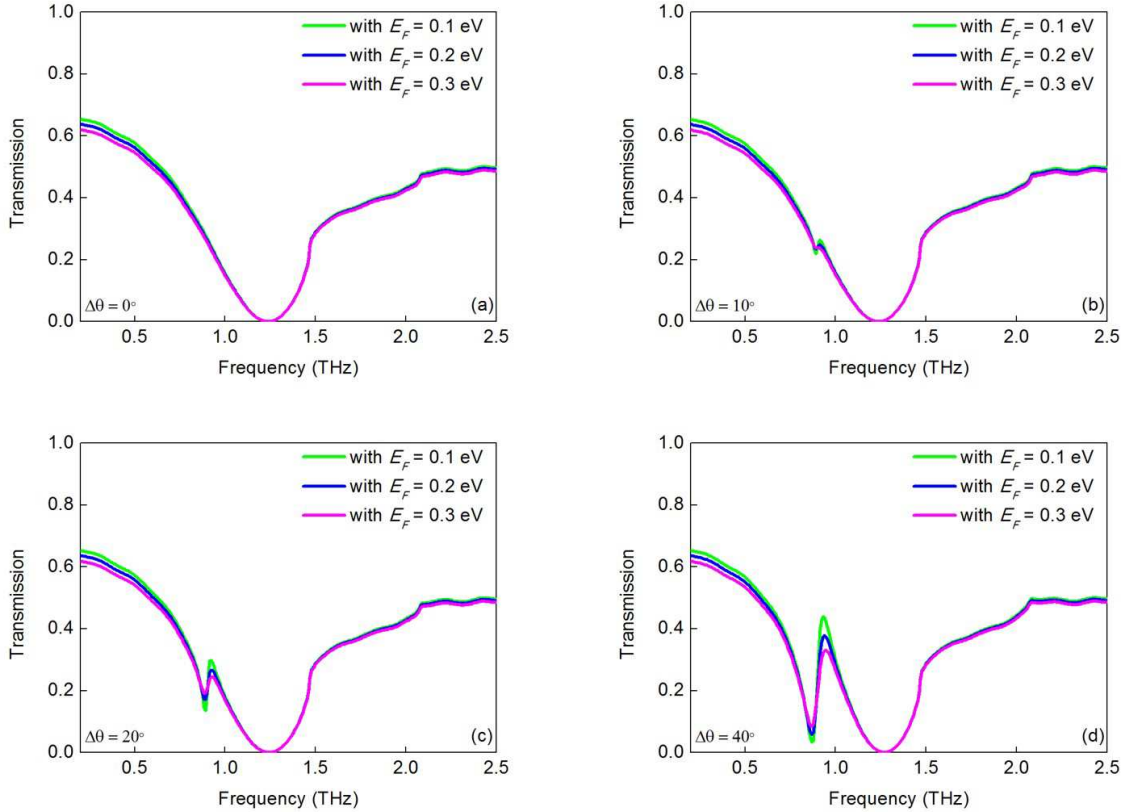 1.0
0.8
0.6
0.4
0.2
0.0
Transmission
with E_F = 0.1 eV
with E_F = 0.2 eV
with E_F = 0.3 eV
Δθ = 0°
(a)
0.5 1.0 1.5 2.0 2.5
Frequency (THz)
1.0
0.8
0.6
0.4
0.2
0.0
Transmission
with E_F = 0.1 eV
with E_F = 0.2 eV
with E_F = 0.3 eV
Δθ = 10°
(b)
0.5 1.0 1.5 2.0 2.5
Frequency (THz)
1.0
0.8
0.6
0.4
0.2
0.0
Transmission
with E_F = 0.1 eV
with E_F = 0.2 eV
with E_F = 0.3 eV
Δθ = 20°
(c)
0.5 1.0 1.5 2.0 2.5
Frequency (THz)
1.0
0.8
0.6
0.4
0.2
0.0
Transmission
with E_F = 0.1 eV
with E_F = 0.2 eV
with E_F = 0.3 eV
Δθ = 40°
(d)
0.5 1.0 1.5 2.0 2.5
Frequency (THz)